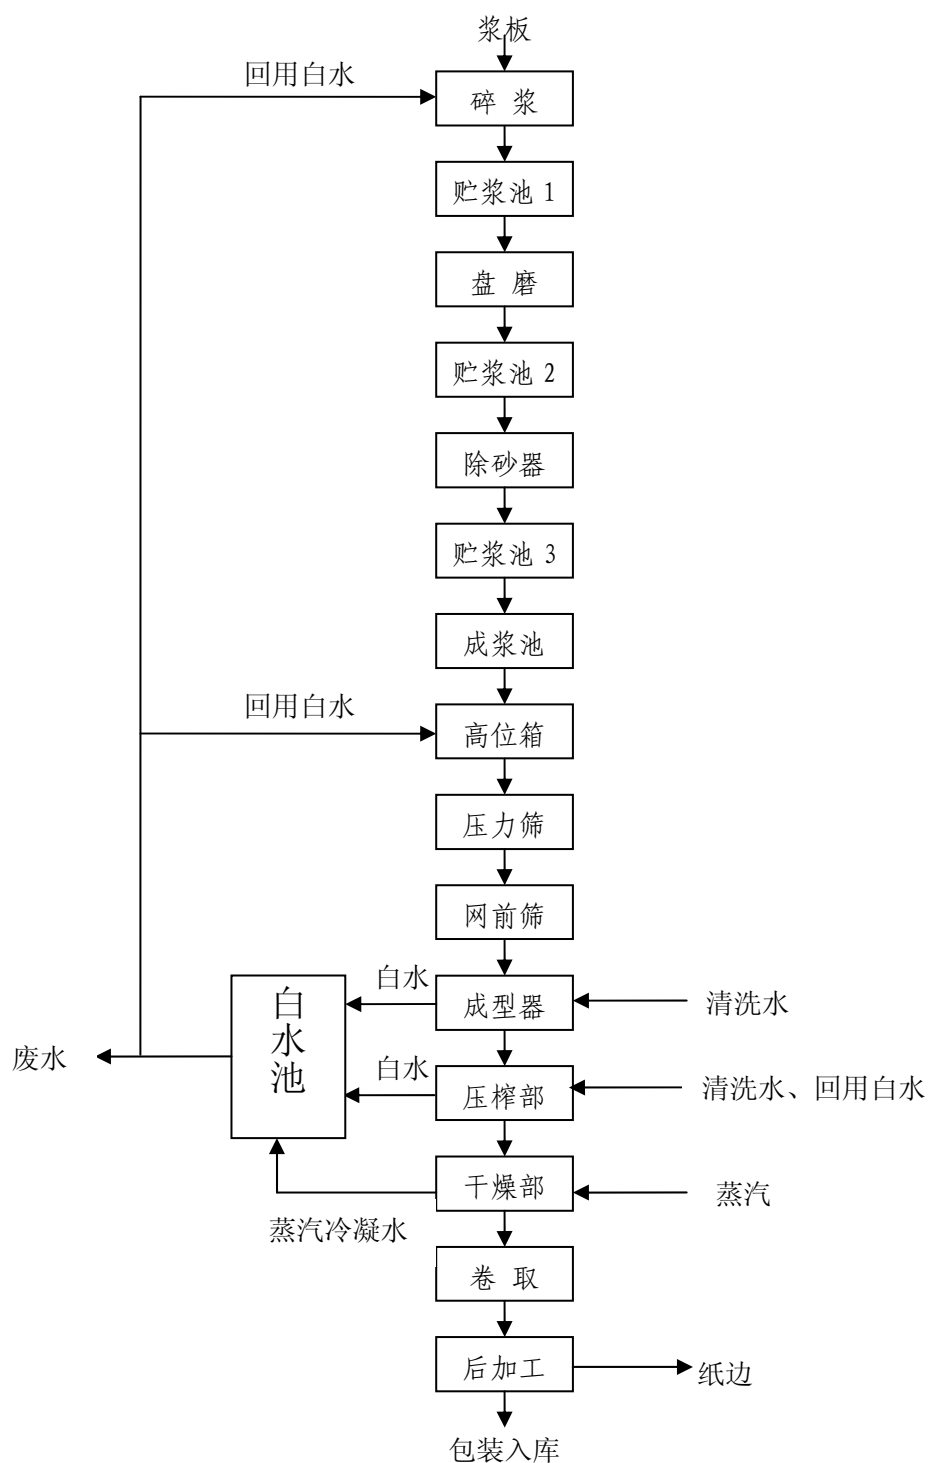 浆板
回用白水
碎 浆
贮浆池 1
盘 磨
贮浆池 2
除砂器
贮浆池 3
成浆池
回用白水
高位箱
压力筛
网前筛
白水
成型器
清洗水
白水池
废水
白水
压榨部
清洗水、回用白水
干燥部
蒸汽
蒸汽冷凝水
卷 取
后加工
纸边
包装入库